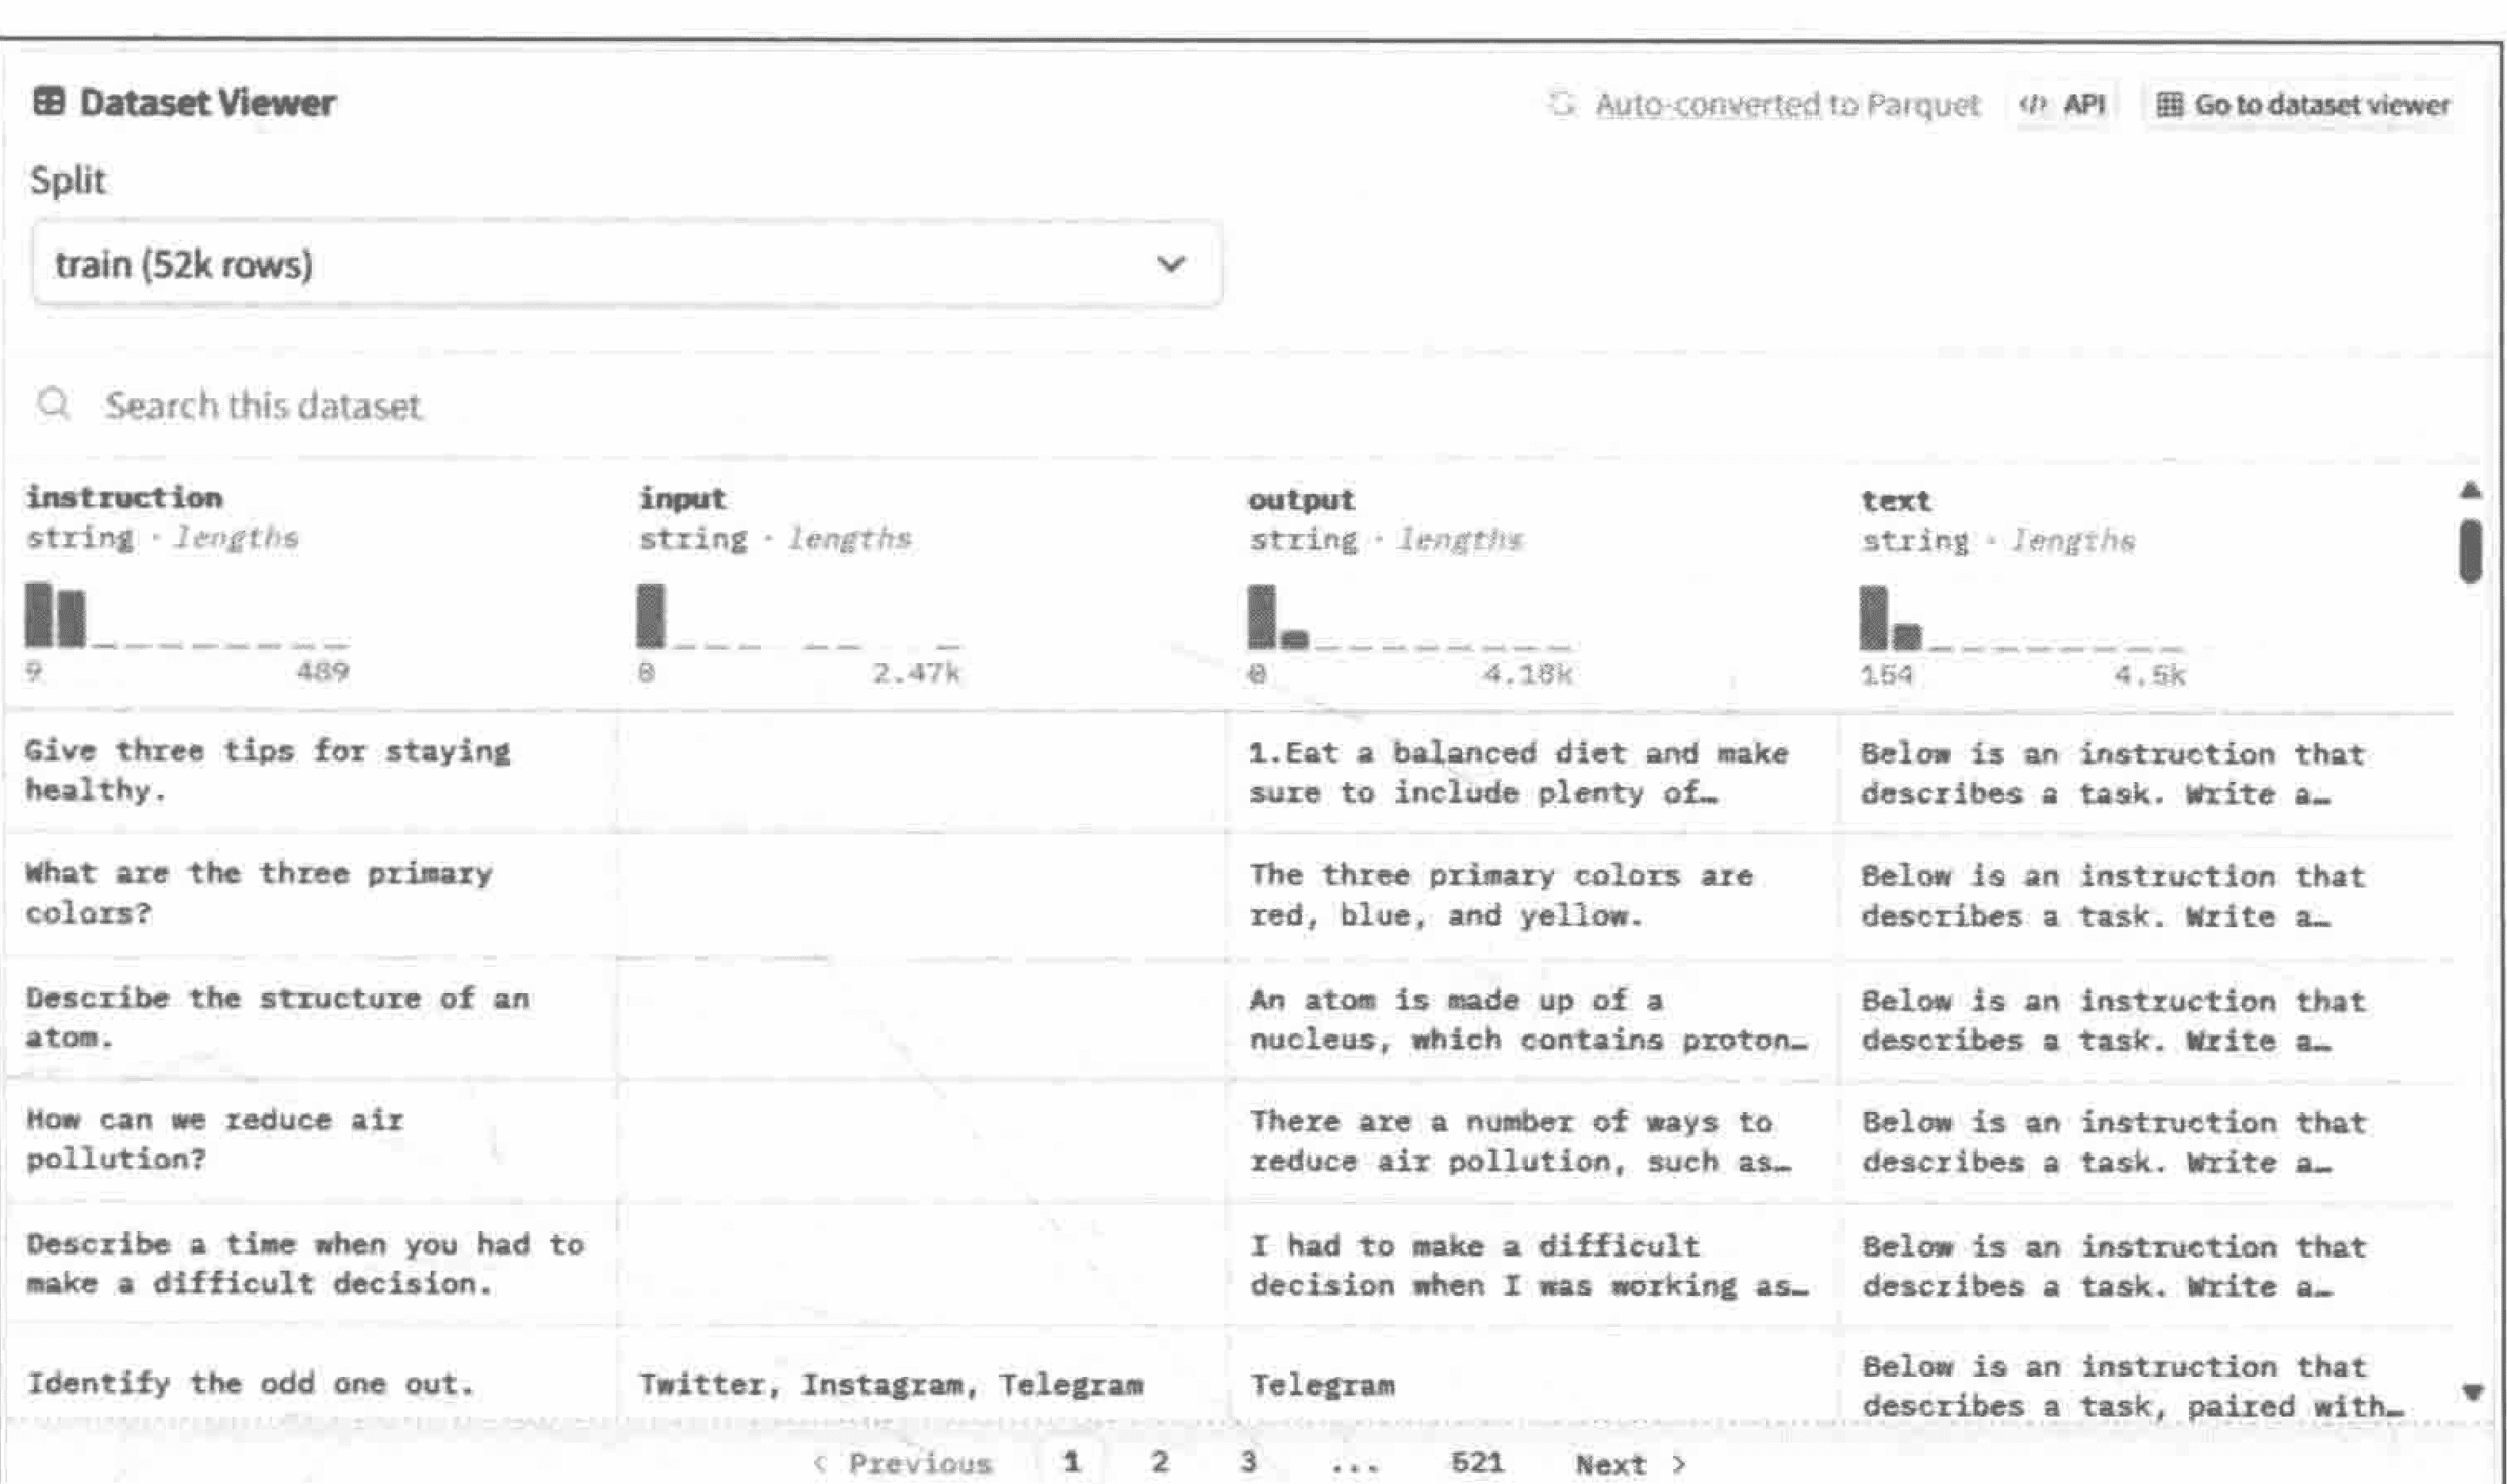 Dataset Viewer
Auto-converted to Parquet
</> API
Go to dataset viewer
Split
train (52k rows)
Search this dataset
instruction
string · lengths
9 489
input
string · lengths
0 2.47k
output
string · lengths
0 4.18k
text
string · lengths
154 4.5k
Give three tips for staying
healthy.
1.Eat a balanced diet and make
sure to include plenty of…
Below is an instruction that
describes a task. Write a…
What are the three primary
colors?
The three primary colors are
red, blue, and yellow.
Below is an instruction that
describes a task. Write a…
Describe the structure of an
atom.
An atom is made up of a
nucleus, which contains proton…
Below is an instruction that
describes a task. Write a…
How can we reduce air
pollution?
There are a number of ways to
reduce air pollution, such as…
Below is an instruction that
describes a task. Write a…
Describe a time when you had to
make a difficult decision.
I had to make a difficult
decision when I was working as…
Below is an instruction that
describes a task. Write a…
Identify the odd one out.
Twitter, Instagram, Telegram
Telegram
Below is an instruction that
describes a task, paired with…
< Previous 1 2 3 ... 521 Next >